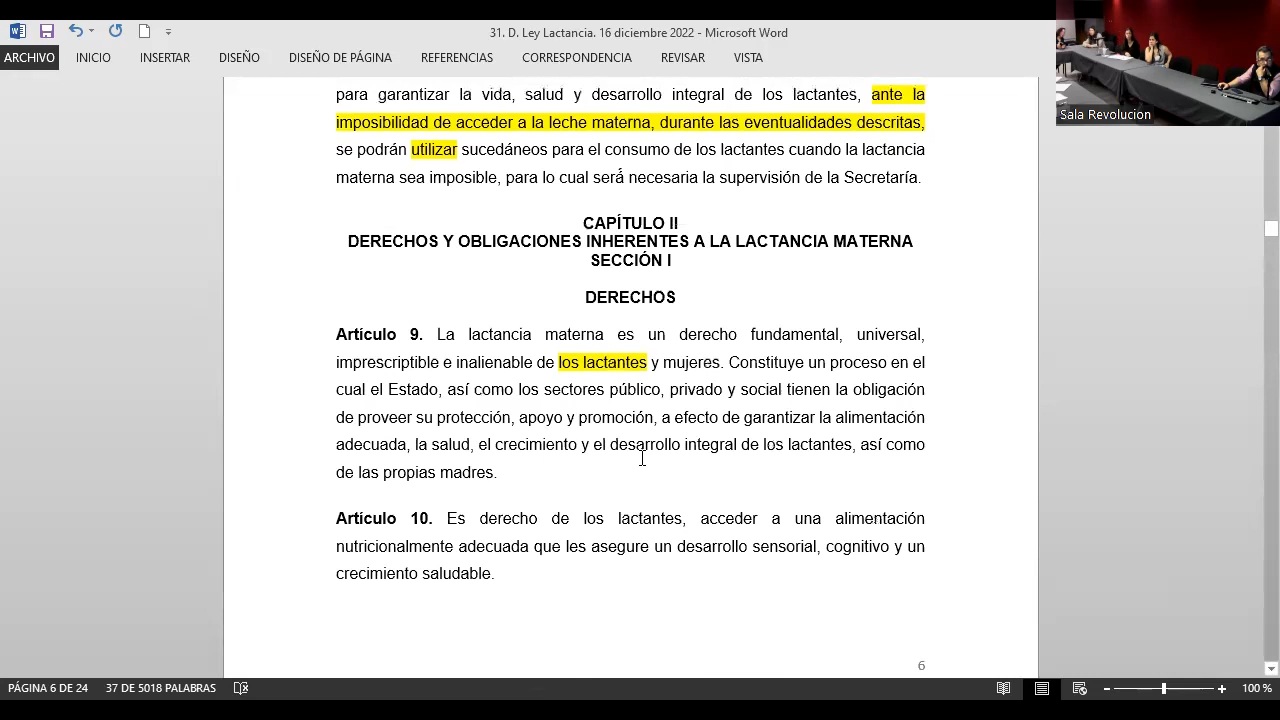 31. D. Ley Lactancia. 16 diciembre 2022 - Microsoft Word
ARCHIVO INICIO INSERTAR DISEÑO DISEÑO DE PÁGINA REFERENCIAS CORRESPONDENCIA REVISAR VISTA
Sala Revolucion
para garantizar la vida, salud y desarrollo integral de los lactantes, ante la
imposibilidad de acceder a la leche materna, durante las eventualidades descritas,
se podrán utilizar sucedáneos para el consumo de los lactantes cuando la lactancia
materna sea imposible, para lo cual será necesaria la supervisión de la Secretaría.
CAPÍTULO II
DERECHOS Y OBLIGACIONES INHERENTES A LA LACTANCIA MATERNA
SECCIÓN I
DERECHOS
Artículo 9. La lactancia materna es un derecho fundamental, universal,
imprescriptible e inalienable de los lactantes y mujeres. Constituye un proceso en el
cual el Estado, así como los sectores público, privado y social tienen la obligación
de proveer su protección, apoyo y promoción, a efecto de garantizar la alimentación
adecuada, la salud, el crecimiento y el desarrollo integral de los lactantes, así como
de las propias madres.
Artículo 10. Es derecho de los lactantes, acceder a una alimentación
nutricionalmente adecuada que les asegure un desarrollo sensorial, cognitivo y un
crecimiento saludable.
6
PÁGINA 6 DE 24 37 DE 5018 PALABRAS 100 %